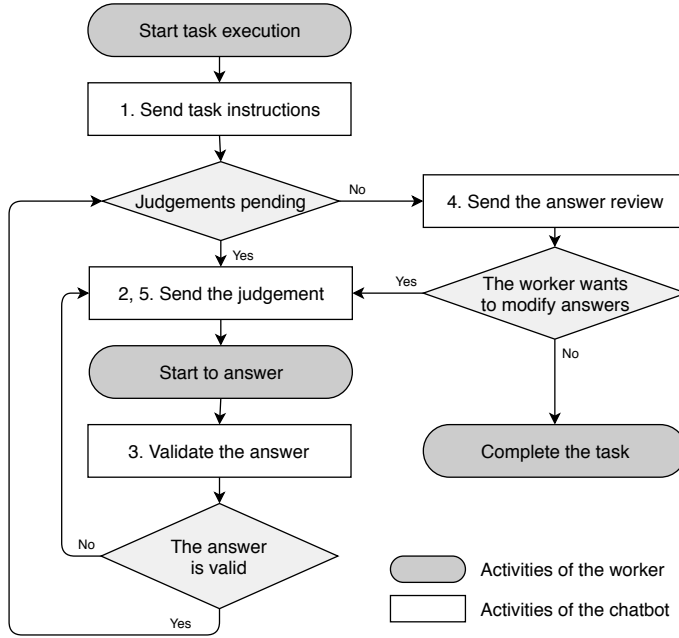 Start task execution
1. Send task instructions
Judgements pending
No
4. Send the answer review
Yes
2, 5. Send the judgement
Yes
The worker wants
to modify answers
No
Start to answer
3. Validate the answer
Complete the task
No
The answer
is valid
Yes
Activities of the worker
Activities of the chatbot